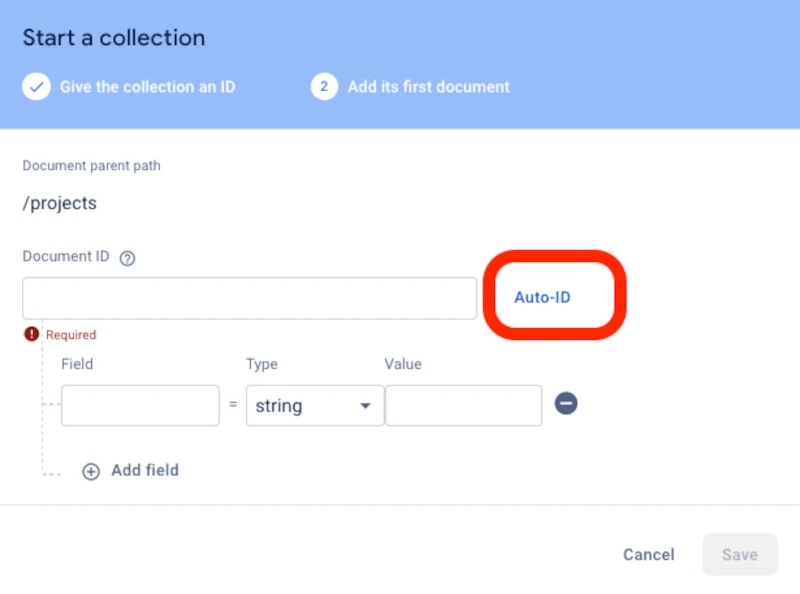 Start a collection
Give the collection an ID
2 Add its first document
Document parent path
/projects
Document ID ?
Auto-ID
! Required
Field Type Value
= string
Add field
Cancel Save